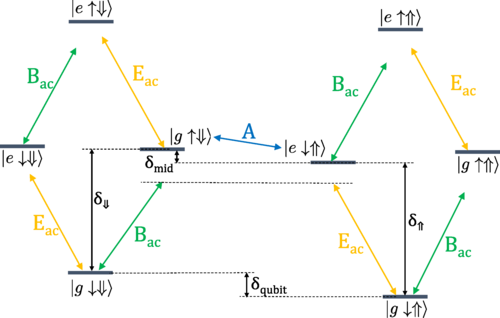 |e ↑⇓⟩
|e ↑⇑⟩
B_ac
E_ac
B_ac
E_ac
|e ↓⇓⟩
|g ↑⇓⟩
A
|e ↓⇑⟩
|g ↑⇑⟩
δ_mid
δ_⇓
δ_⇑
E_ac
B_ac
E_ac
B_ac
|g ↓⇓⟩
δ_qubit
|g ↓⇑⟩